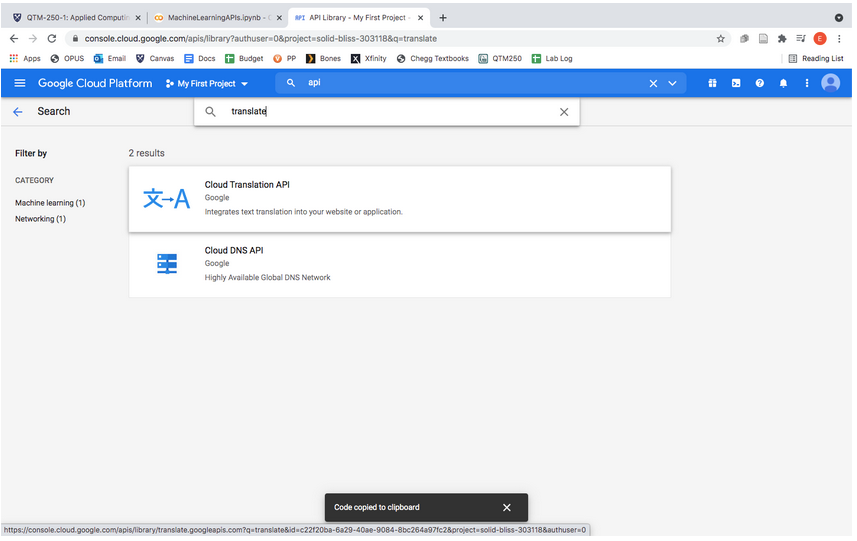 QTM-250-1: Applied Computin
MachineLearningAPIs.ipynb - C
API API Library - My First Project -
console.cloud.google.com/apis/library?authuser=0&project=solid-bliss-303118&q=translate
Apps OPUS Email Canvas Docs Budget PP Bones Xfinity Chegg Textbooks QTM250 Lab Log Reading List
Google Cloud Platform My First Project api
E
Search translate
Filter by
2 results
CATEGORY
Machine learning (1)
Networking (1)
文→A
Cloud Translation API
Google
Integrates text translation into your website or application.
Cloud DNS API
Google
Highly Available Global DNS Network
Code copied to clipboard
https://console.cloud.google.com/apis/library/translate.googleapis.com?q=translate&id=c22f20ba-6a29-40ae-9084-8bc264a97fc2&project=solid-bliss-303118&authuser=0